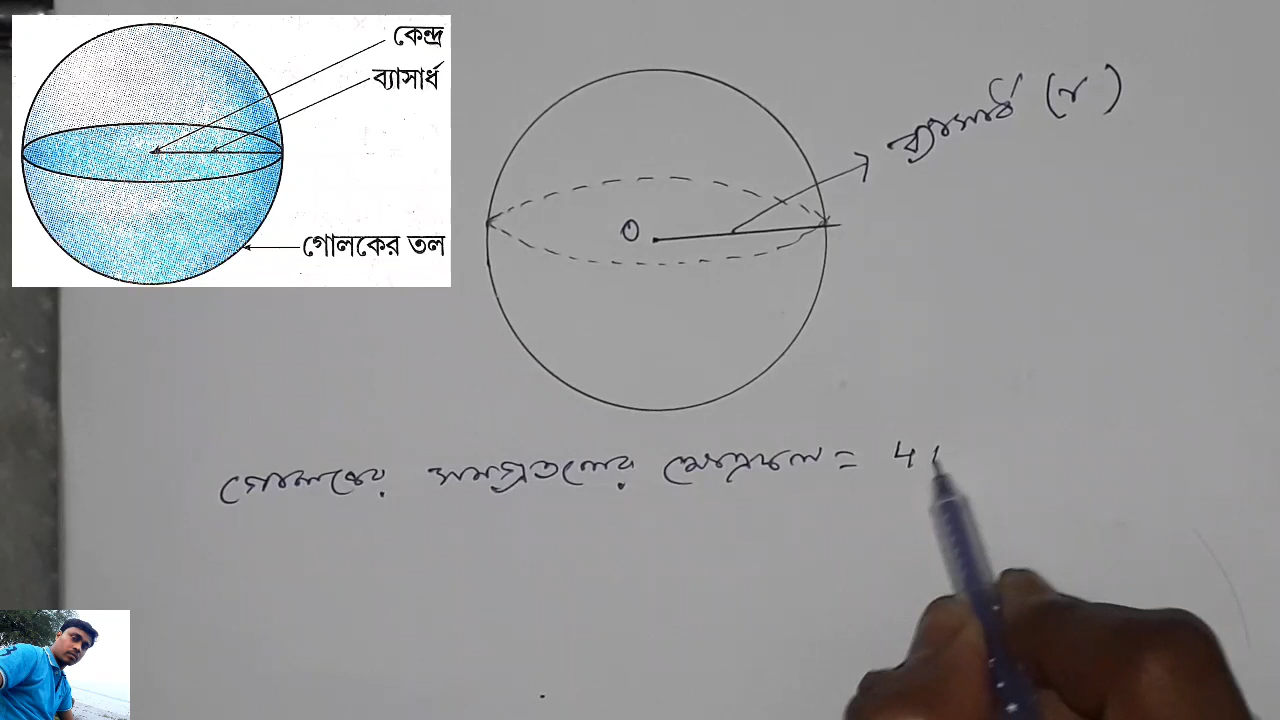 কেন্দ্র
ব্যাসার্ধ
গোলকের তল
ব্যাসার্ধ (r)
O
গোলকের সমগ্রতলের ক্ষেত্রফল = 4